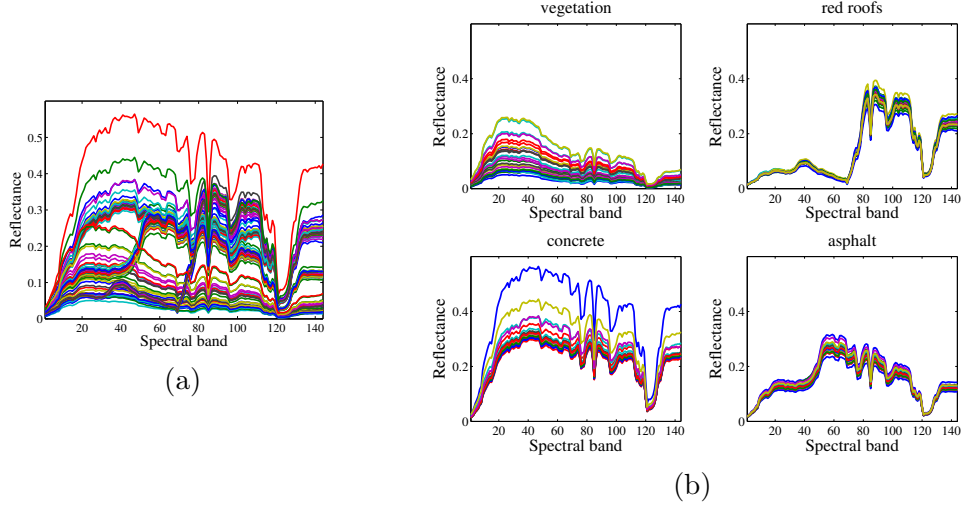 Reflectance
0.5
0.4
0.3
0.2
0.1
0
20 40 60 80 100 120 140
Spectral band
(a)
vegetation
Reflectance
0.4
0.2
0
20 40 60 80 100 120 140
Spectral band
red roofs
Reflectance
0.4
0.2
0
20 40 60 80 100 120 140
Spectral band
concrete
Reflectance
0.4
0.2
0
20 40 60 80 100 120 140
Spectral band
asphalt
Reflectance
0.4
0.2
0
20 40 60 80 100 120 140
Spectral band
(b)